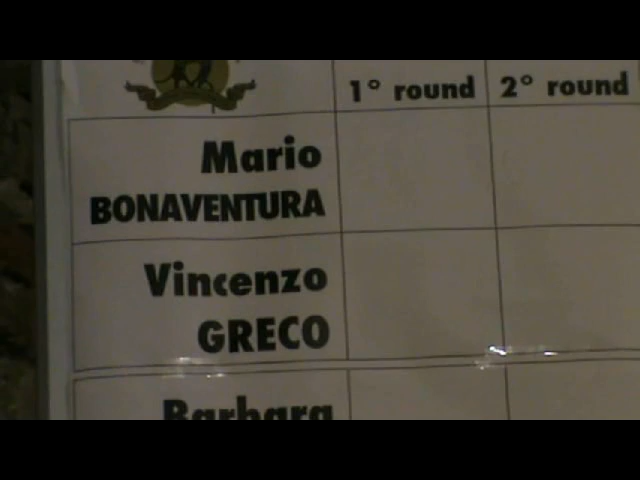 1° round 2° round
Mario
BONAVENTURA
Vincenzo
GRECO
Barbara